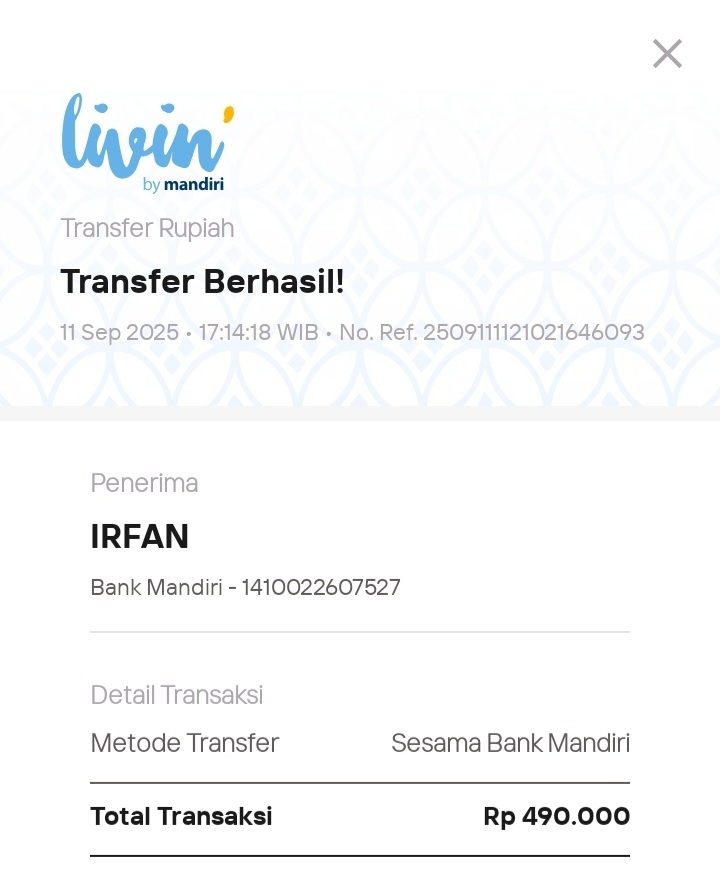 livin'
by mandiri
Transfer Rupiah
Transfer Berhasil!
11 Sep 2025 • 17:14:18 WIB • No. Ref. 2509111121021646093
Penerima
IRFAN
Bank Mandiri - 1410022607527
Detail Transaksi
Metode Transfer Sesama Bank Mandiri
Total Transaksi Rp 490.000